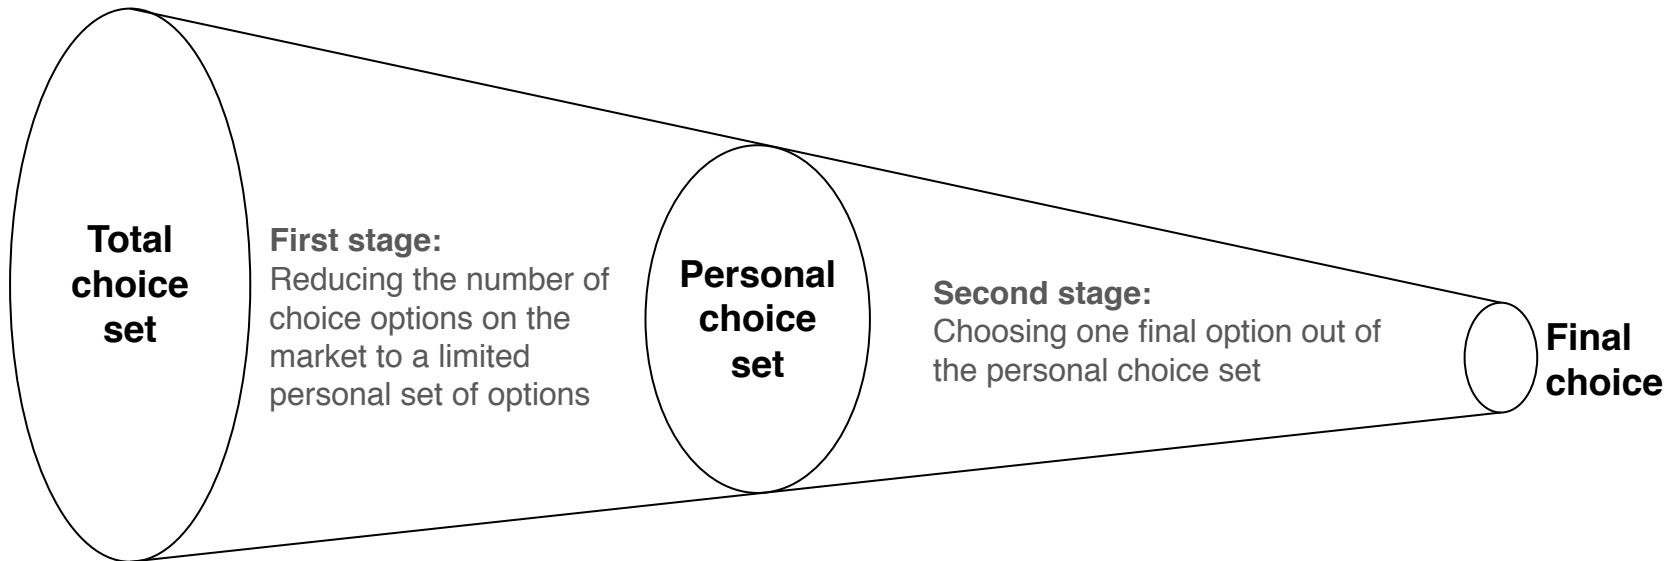 Total
choice
set
First stage:
Reducing the number of
choice options on the
market to a limited
personal set of options
Personal
choice
set
Second stage:
Choosing one final option out of
the personal choice set
Final
choice